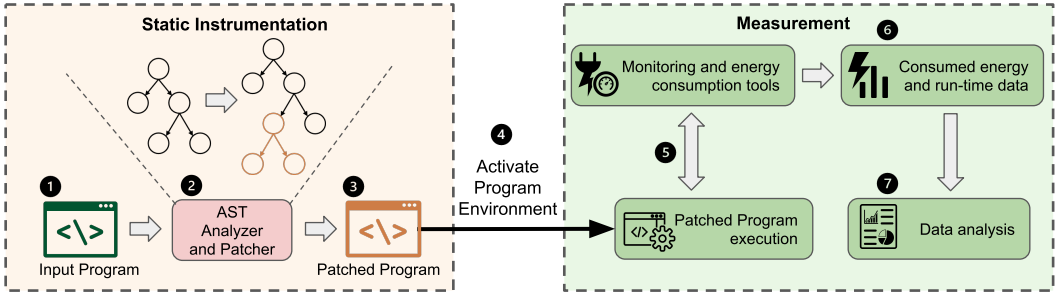 Static Instrumentation
1
Input Program
2
AST
Analyzer
and Patcher
3
Patched Program
4
Activate
Program
Environment
Measurement
Monitoring and energy
consumption tools
5
Patched Program
execution
6
Consumed energy
and run-time data
7
Data analysis